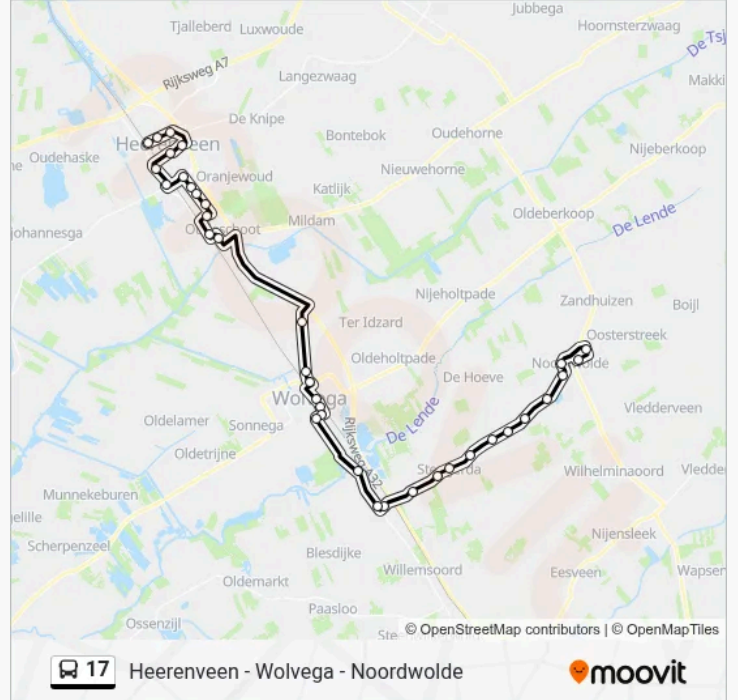 Jubbega
Tjalleberd
Luxwoude
Hoornsterzwaag
De Tsj
Rijksweg A7
Langezwaag
Makki
De Knipe
Bontebok
Oudehorne
Nijeberkoop
Oudehaske
Oranjewoud
Nieuwehorne
Katlijk
Mildam
Oldeberkoop
De Lende
johannesga
Nijeholtpade
Zandhuizen
Boijl
Ter Idzard
Oosterstreek
Oldeholtpade
De Hoeve
Wolvega
Vledderveen
De Lende
Oldelamer
Sonnega
Rijksweg A32
Oldetrijne
Wilhelminaoord
Vledde
Munnekeburen
gelille
Nijensleek
Scherpenzeel
Blesdijke
Willemsoord
Eesveen
Wapser
Oldemarkt
Paasloo
Ossenzijl
Ste
© OpenStreetMap contributors | © OpenMapTiles
17
Heerenveen - Wolvega - Noordwolde
moovit